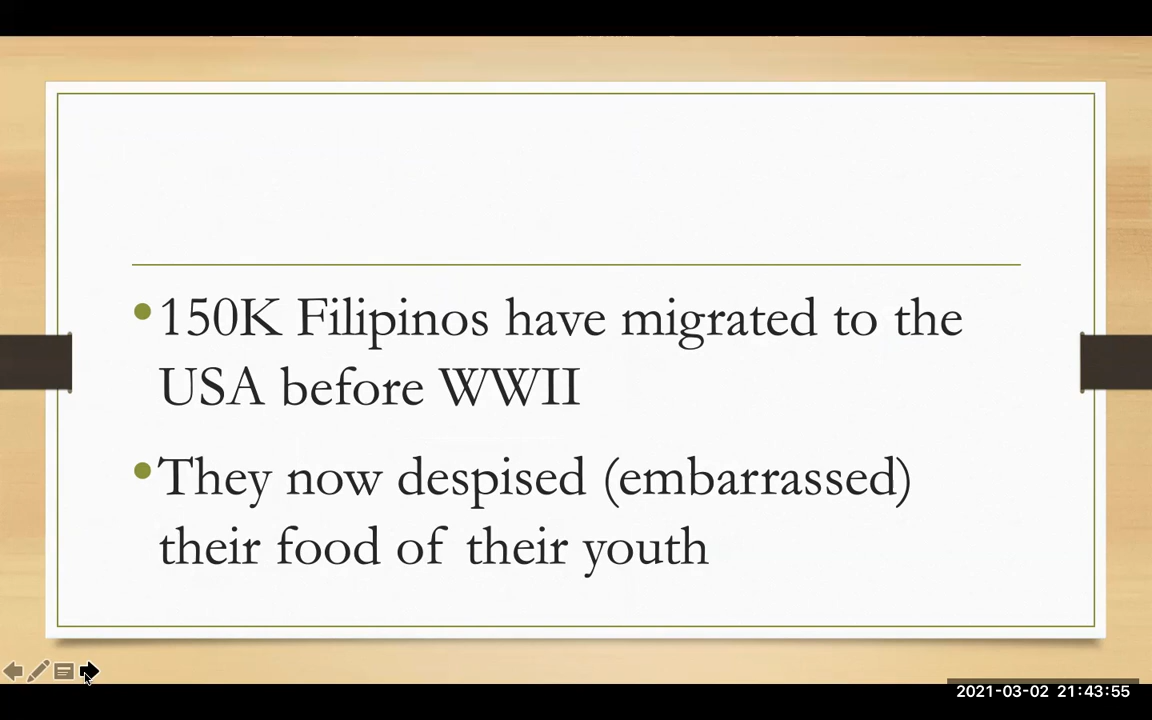 •150K Filipinos have migrated to the
USA before WWII
•They now despised (embarrassed)
their food of their youth
2021-03-02 21:43:55